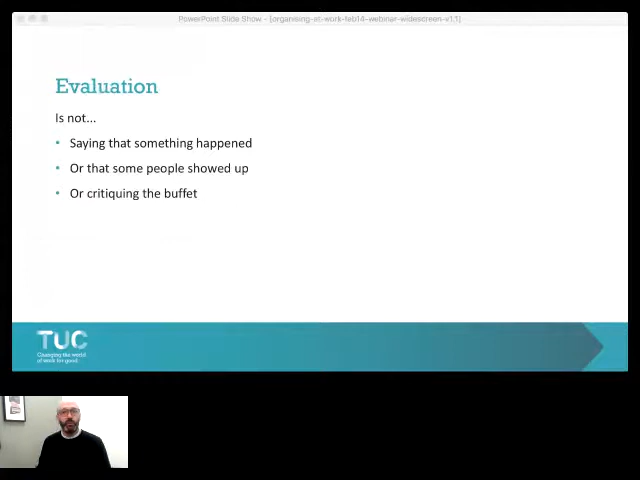 PowerPoint Slide Show - [organising-at-work-feb14-webinar-widescreen-v1.1]
Evaluation
Is not...
• Saying that something happened
• Or that some people showed up
• Or critiquing the buffet
TUC
Changing the world
of work for good